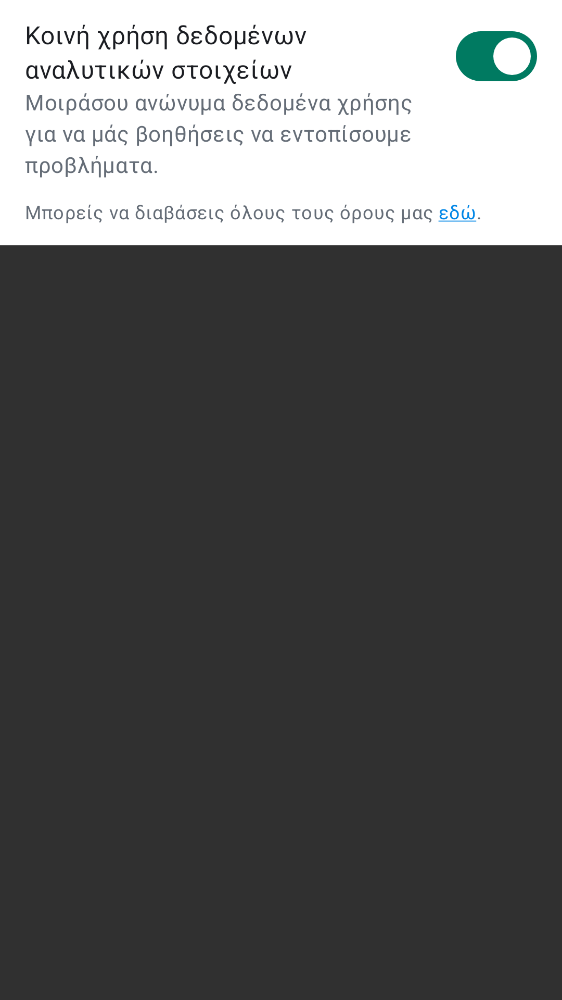 Κοινή χρήση δεδομένων
αναλυτικών στοιχείων
Μοιράσου ανώνυμα δεδομένα χρήσης
για να μάς βοηθήσεις να εντοπίσουμε
προβλήματα.
Μπορείς να διαβάσεις όλους τους όρους μας εδώ.